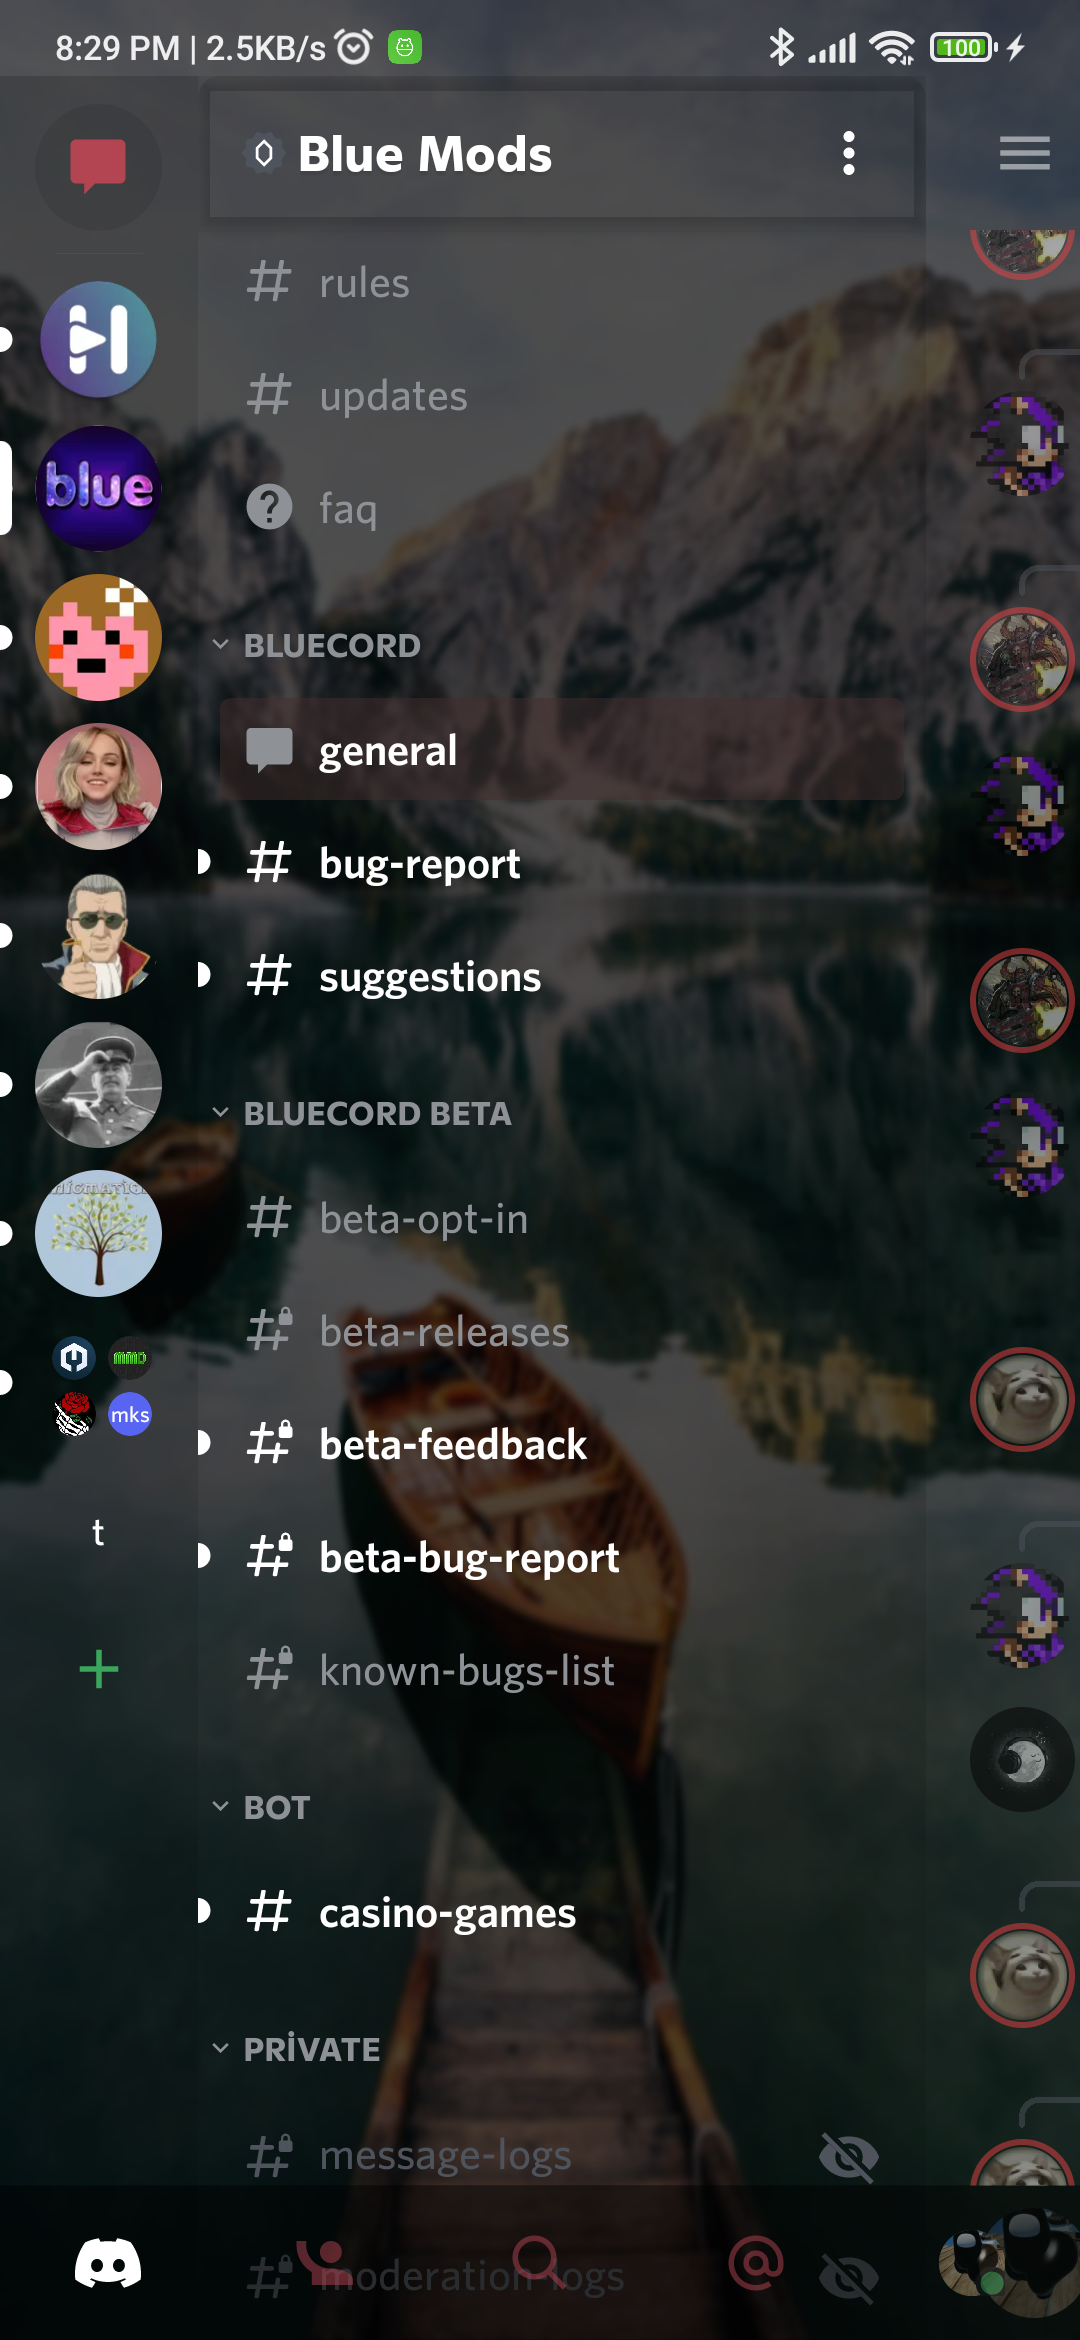 8:29 PM | 2.5KB/s
100
Blue Mods
rules
updates
faq
blue
BLUECORD
general
bug-report
suggestions
BLUECORD BETA
beta-opt-in
beta-releases
beta-feedback
MMD
mks
beta-bug-report
t
known-bugs-list
BOT
casino-games
PRİVATE
message-logs
moderation-logs